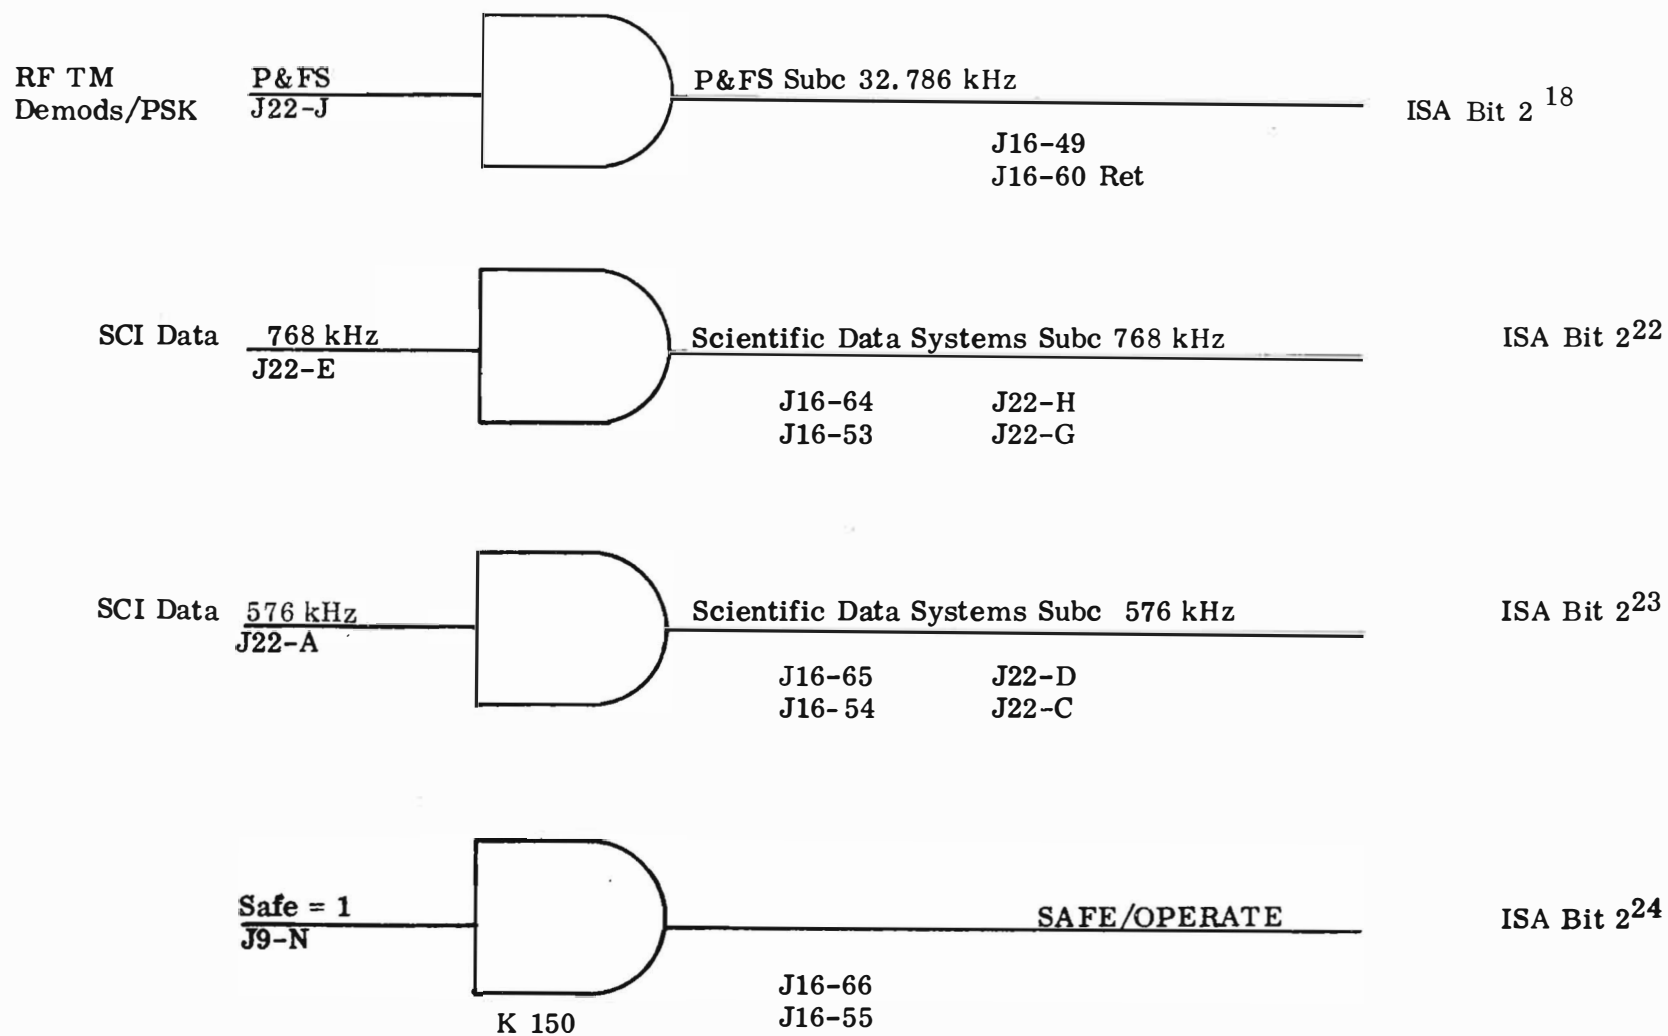 RF TM
Demods/PSK
P&FS
J22-J
P&FS Subc 32.786 kHz
J16-49
J16-60 Ret
ISA Bit 2 18
SCI Data
768 kHz
J22-E
Scientific Data Systems Subc 768 kHz
J16-64 J22-H
J16-53 J22-G
ISA Bit 2²²
SCI Data
576 kHz
J22-A
Scientific Data Systems Subc 576 kHz
J16-65 J22-D
J16-54 J22-C
ISA Bit 2²³
Safe = 1
J9-N
K 150
SAFE/OPERATE
J16-66
J16-55
ISA Bit 2²⁴